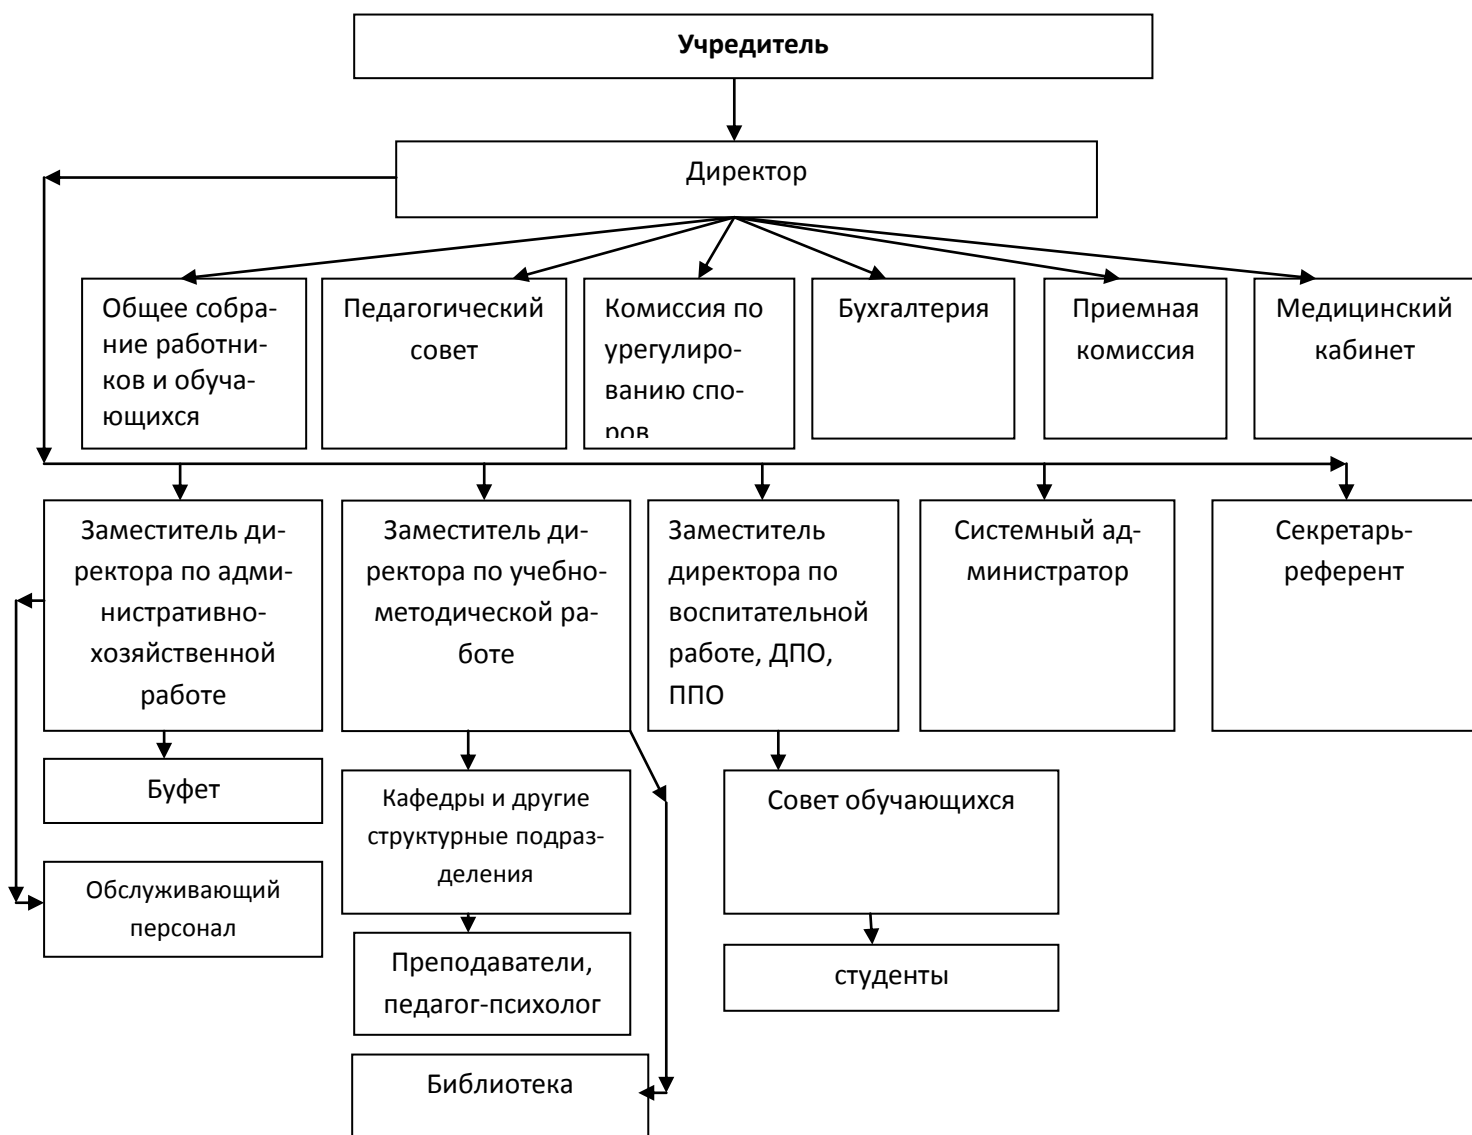 Учредитель
Директор
Общее собра-
ние работни-
ков и обуча-
ющихся
Педагогический
совет
Комиссия по
урегулиро-
ванию спо-
ров
Бухгалтерия
Приемная
комиссия
Медицинский
кабинет
Заместитель ди-
ректора по адми-
нистративно-
хозяйственной
работе
Заместитель ди-
ректора по учебно-
методической ра-
боте
Заместитель
директора по
воспитательной
работе, ДПО,
ППО
Системный ад-
министратор
Секретарь-
референт
Буфет
Обслуживающий
персонал
Кафедры и другие
структурные подраз-
деления
Преподаватели,
педагог-психолог
Библиотека
Совет обучающихся
студенты